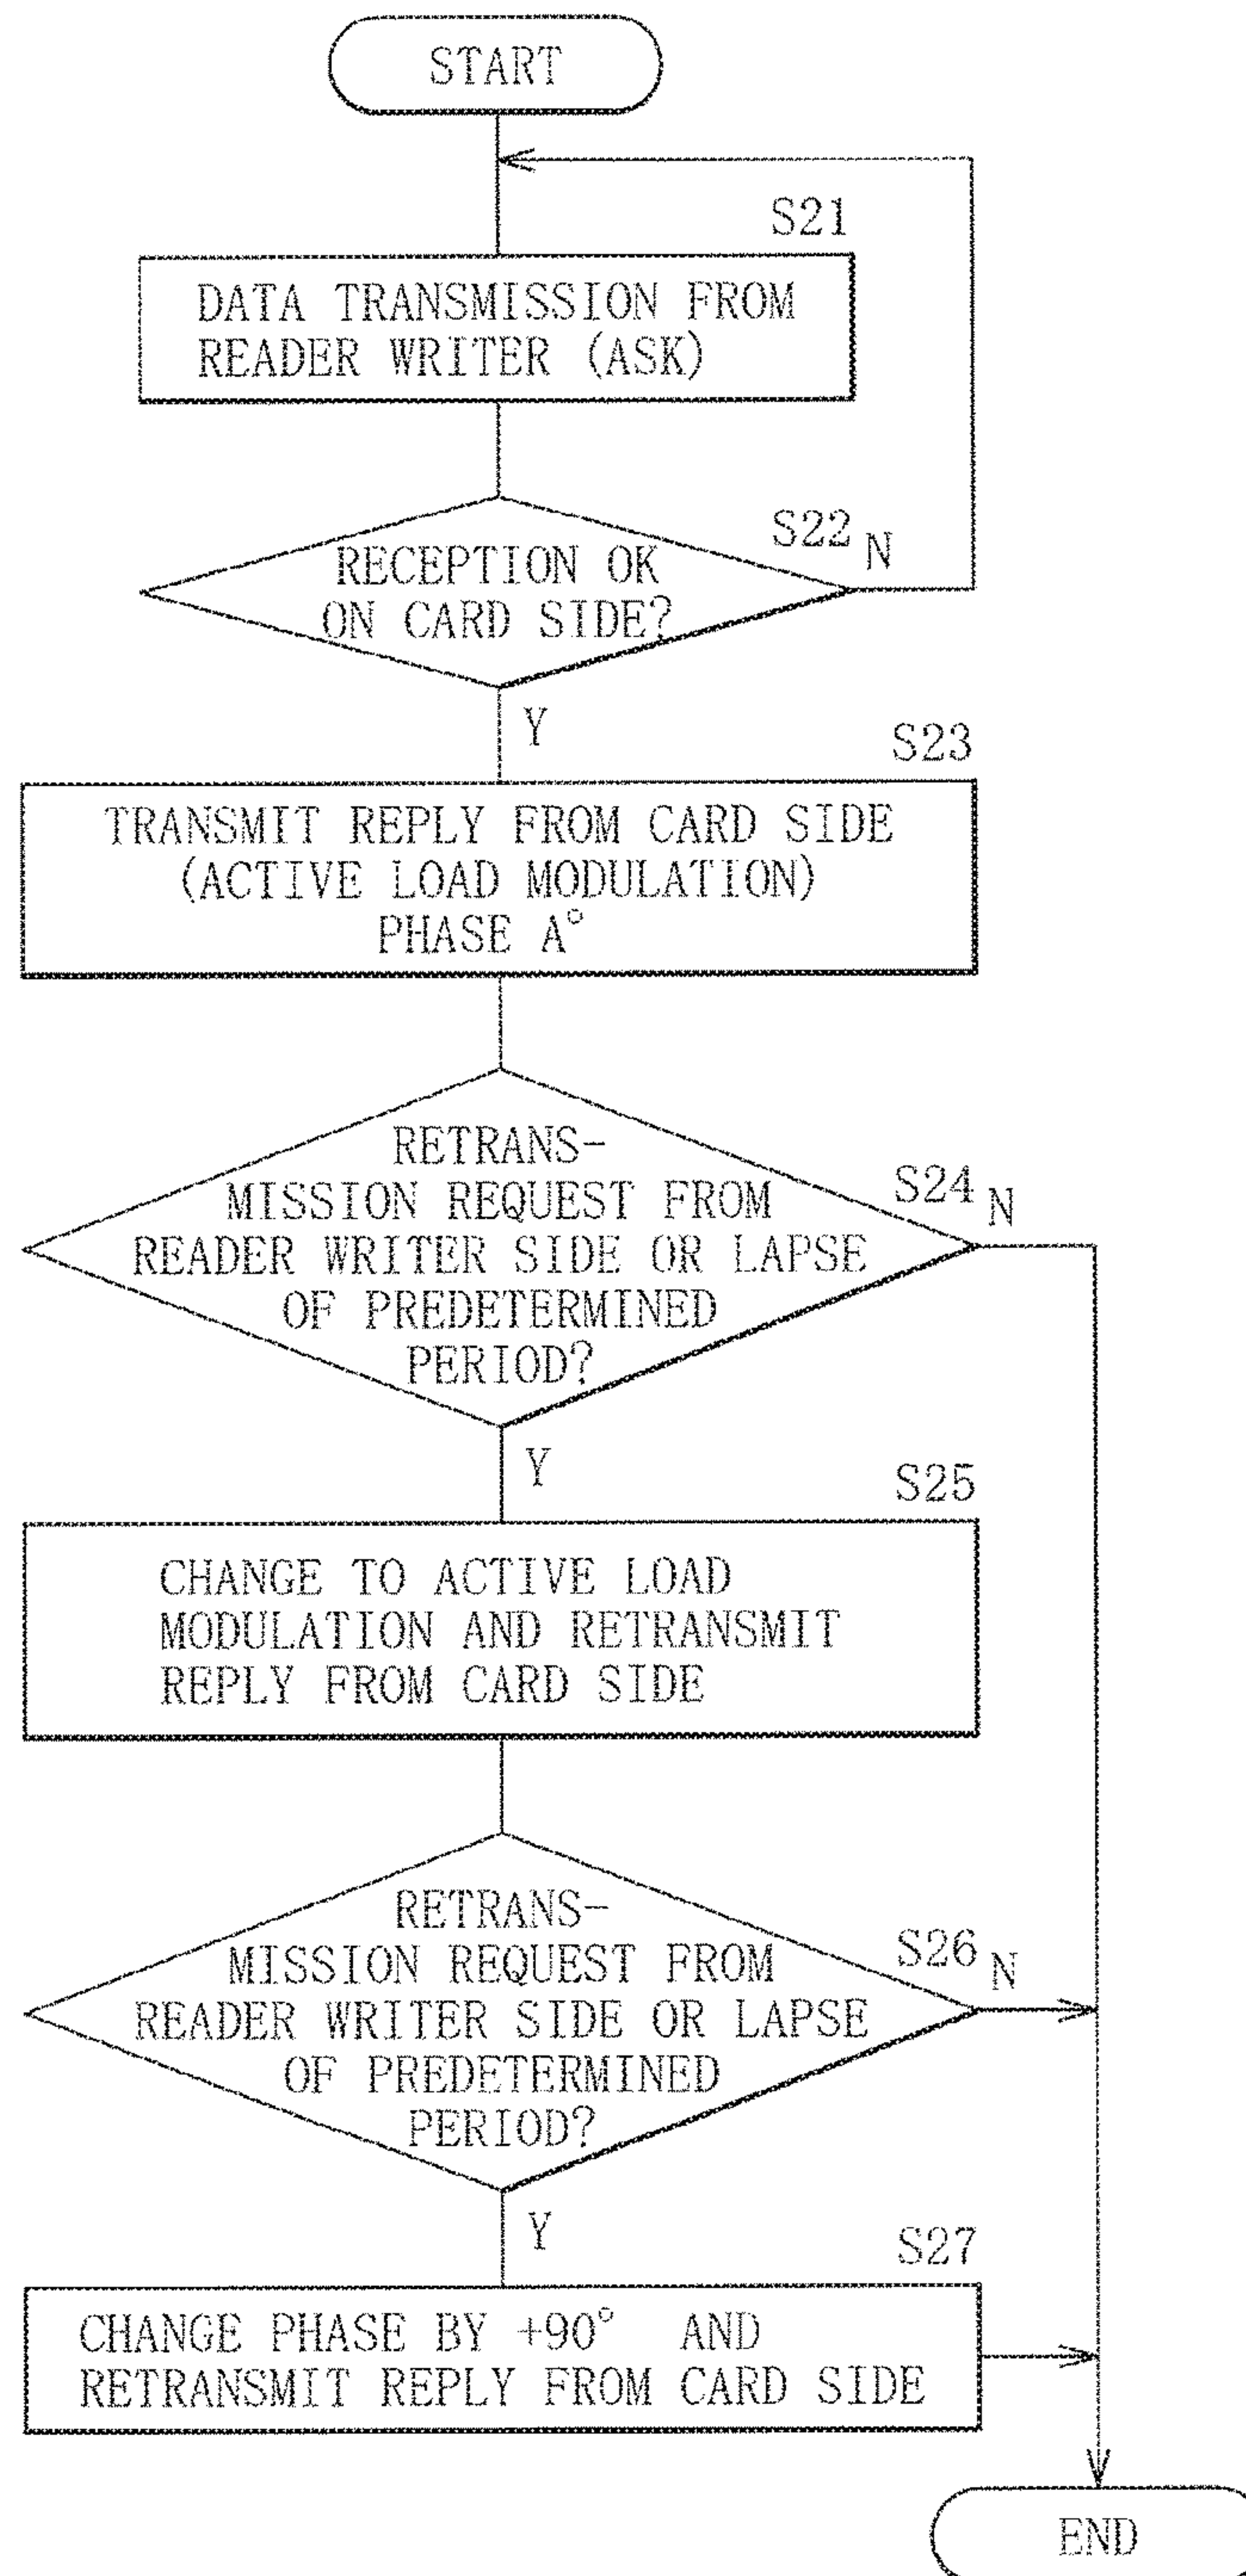 START
S21
DATA TRANSMISSION FROM
READER WRITER (ASK)
S22
N
RECEPTION OK
ON CARD SIDE?
Y
S23
TRANSMIT REPLY FROM CARD SIDE
(ACTIVE LOAD MODULATION)
PHASE A°
RETRANS-
MISSION REQUEST FROM
S24
N
READER WRITER SIDE OR LAPSE
OF PREDETERMINED
PERIOD?
Y
S25
CHANGE TO ACTIVE LOAD
MODULATION AND RETRANSMIT
REPLY FROM CARD SIDE
RETRANS-
MISSION REQUEST FROM
S26
N
READER WRITER SIDE OR LAPSE
OF PREDETERMINED
PERIOD?
Y
S27
CHANGE PHASE BY +90° AND
RETRANSMIT REPLY FROM CARD SIDE
END